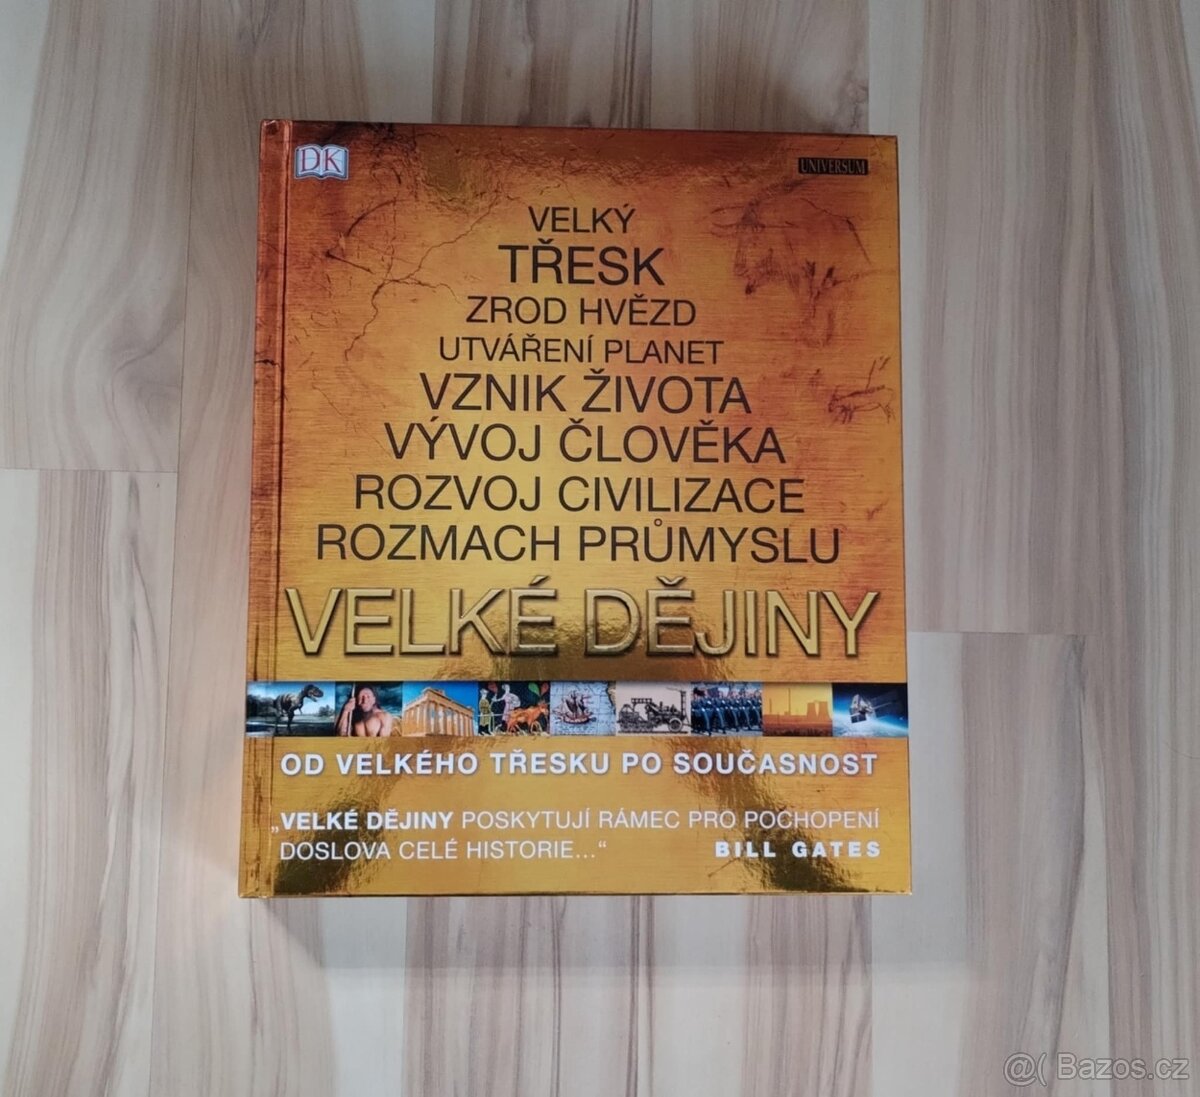 DK
UNIVERSUM
VELKÝ
TŘESK
ZROD HVĚZD
UTVÁŘENÍ PLANET
VZNIK ŽIVOTA
VÝVOJ ČLOVĚKA
ROZVOJ CIVILIZACE
ROZMACH PRŮMYSLU
VELKÉ DĚJINY
OD VELKÉHO TŘESKU PO SOUČASNOST
„VELKÉ DĚJINY POSKYTUJÍ RÁMEC PRO POCHOPENÍ
DOSLOVA CELÉ HISTORIE...“ BILL GATES
@( Bazos.cz